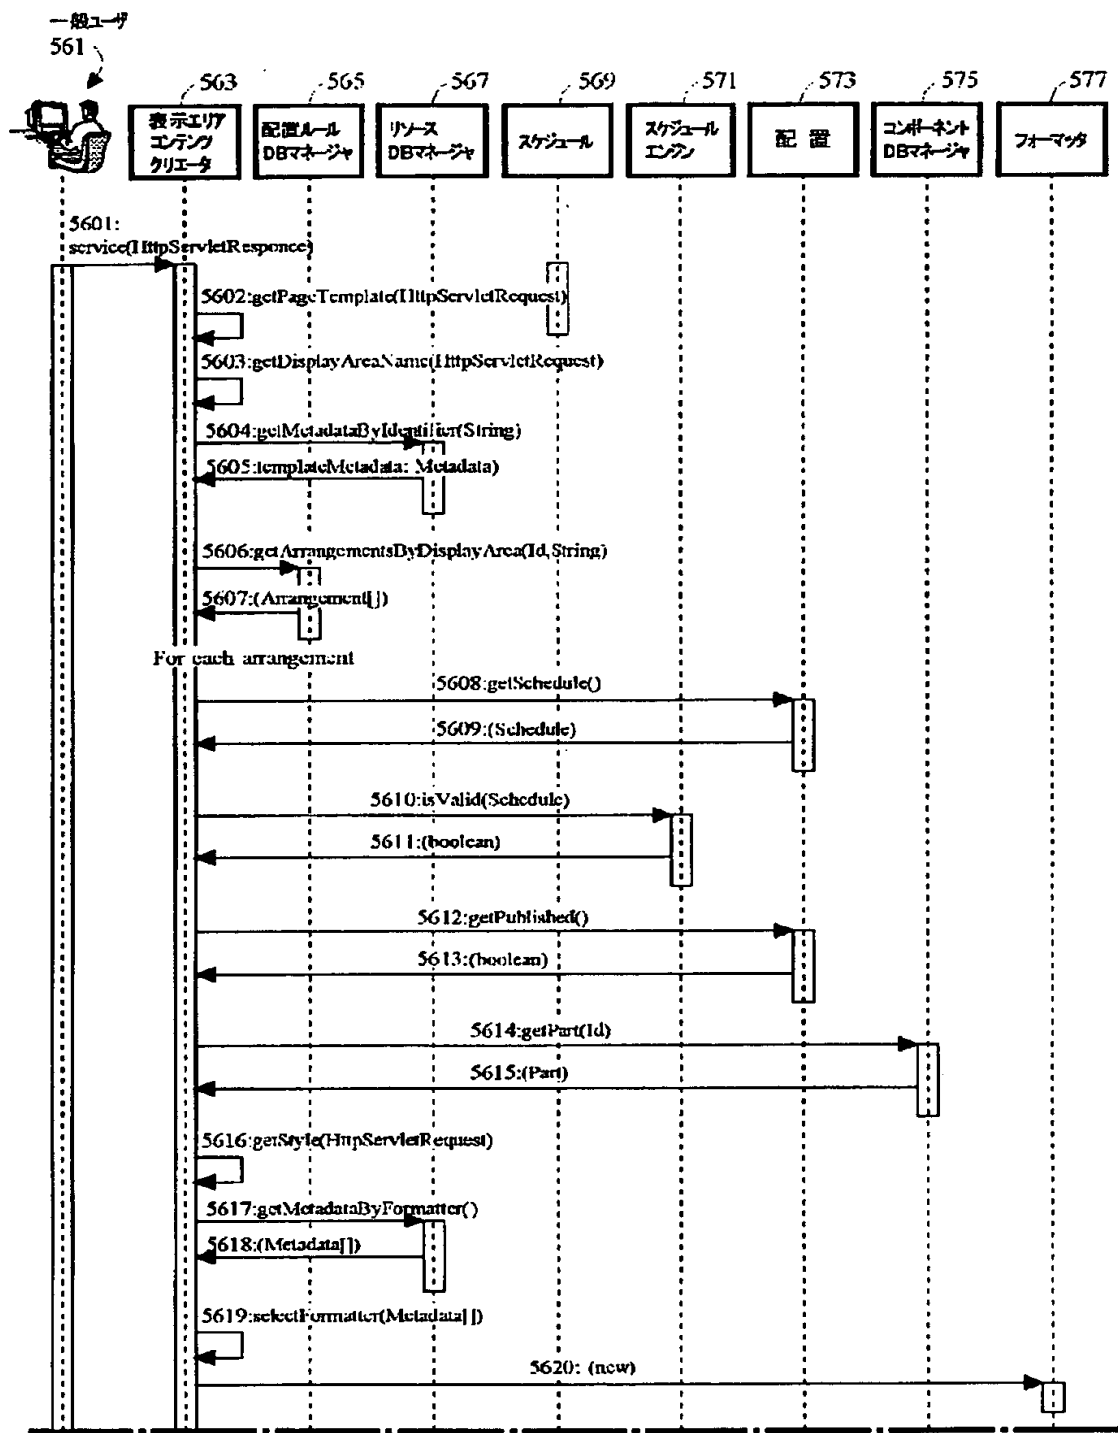 一般ユーザ
561
563
565
567
569
571
573
575
577
表示エリア
コンテンツ
クリエータ
配置ルール
DBマネージャ
リソース
DBマネージャ
スケジュール
スケジュール
エンジン
配置
コンポーネント
DBマネージャ
フォーマッタ
5601:
service(HttpServletResponce)
5602:getPageTemplate(HttpServletRequest)
5603:getDisplayAreaName(HttpServletRequest)
5604:getMetadataByIdentifier(String)
5605:templateMetadata: Metadata)
5606:getArrangementsByDisplayArea(Id,String)
5607:(Arrangement[])
For each arrangement
5608:getSchedule()
5609:(Schedule)
5610:isValid(Schedule)
5611:(boolean)
5612:getPublished()
5613:(boolean)
5614:getPart(Id)
5615:(Part)
5616:getStyle(HttpServletRequest)
5617:getMetadataByFormatter()
5618:(Metadata[])
5619:selectFormatter(Metadata[])
5620: (new)